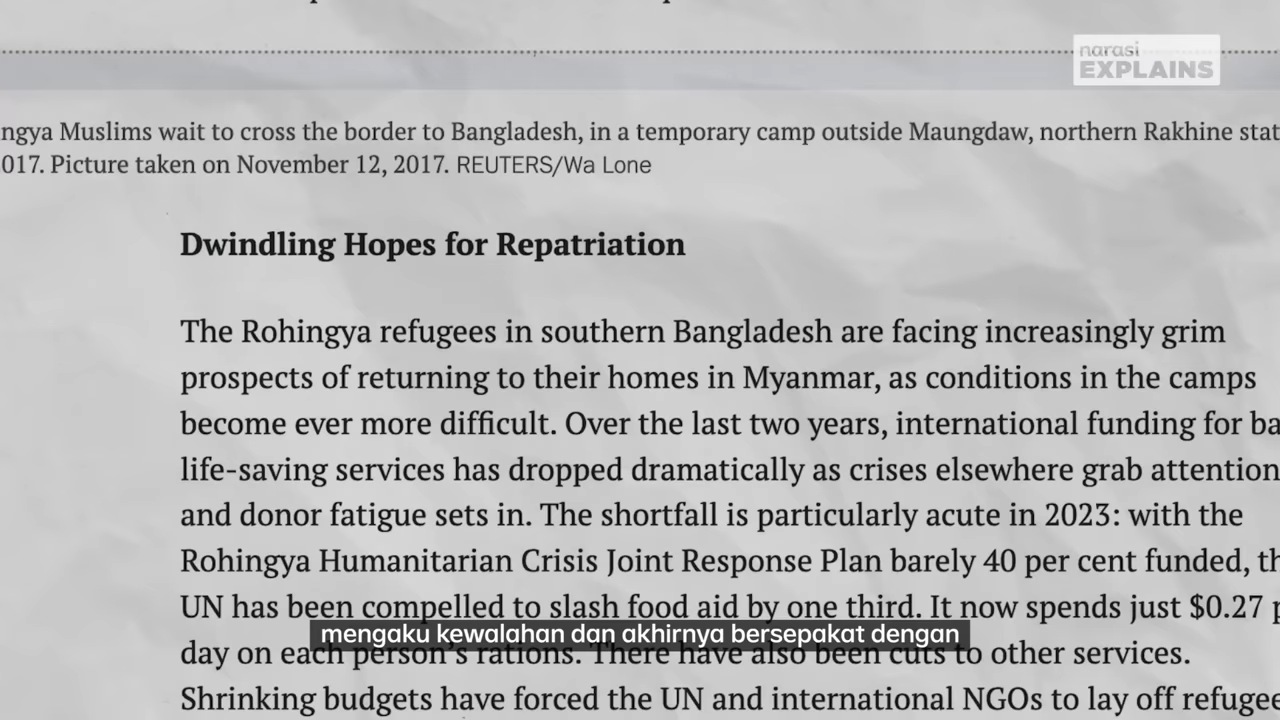 narasi
EXPLAINS
ngya Muslims wait to cross the border to Bangladesh, in a temporary camp outside Maungdaw, northern Rakhine stat
017. Picture taken on November 12, 2017. REUTERS/Wa Lone
Dwindling Hopes for Repatriation
The Rohingya refugees in southern Bangladesh are facing increasingly grim
prospects of returning to their homes in Myanmar, as conditions in the camps
become ever more difficult. Over the last two years, international funding for ba
life-saving services has dropped dramatically as crises elsewhere grab attention
and donor fatigue sets in. The shortfall is particularly acute in 2023: with the
Rohingya Humanitarian Crisis Joint Response Plan barely 40 per cent funded, th
UN has been compelled to slash food aid by one third. It now spends just $0.27 p
mengaku kewalahan dan akhirnya bersepakat dengan
day on each person's rations. There have also been cuts to other services.
Shrinking budgets have forced the UN and international NGOs to lay off refugee